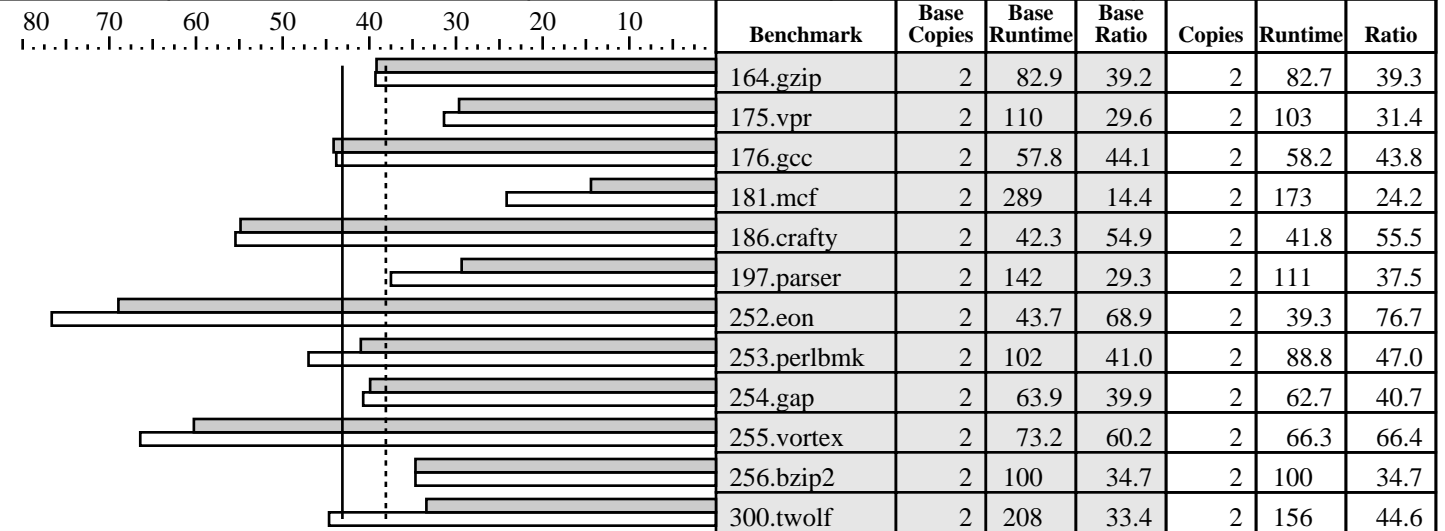 80 70 60 50 40 30 20 10
Benchmark Base Copies Base Runtime Base Ratio Copies Runtime Ratio
164.gzip 2 82.9 39.2 2 82.7 39.3
175.vpr 2 110 29.6 2 103 31.4
176.gcc 2 57.8 44.1 2 58.2 43.8
181.mcf 2 289 14.4 2 173 24.2
186.crafty 2 42.3 54.9 2 41.8 55.5
197.parser 2 142 29.3 2 111 37.5
252.eon 2 43.7 68.9 2 39.3 76.7
253.perlbmk 2 102 41.0 2 88.8 47.0
254.gap 2 63.9 39.9 2 62.7 40.7
255.vortex 2 73.2 60.2 2 66.3 66.4
256.bzip2 2 100 34.7 2 100 34.7
300.twolf 2 208 33.4 2 156 44.6